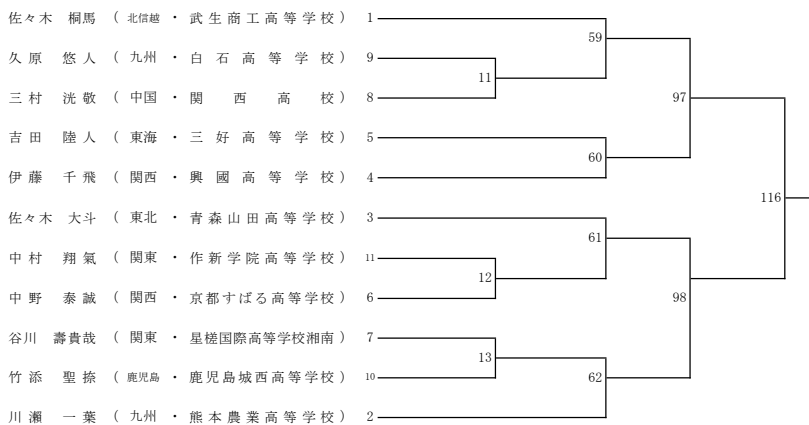 佐々木 桐馬 ( 北信越 ・ 武生商工高等学校 ) 1
久原 悠人 ( 九州 ・ 白石高等学校 ) 9
三村 洸敬 ( 中国 ・ 関西高校 ) 8
吉田 陸人 ( 東海 ・ 三好高等学校 ) 5
伊藤 千飛 ( 関西 ・ 興國高等学校 ) 4
佐々木 大斗 ( 東北 ・ 青森山田高等学校 ) 3
中村 翔氣 ( 関東 ・ 作新学院高等学校 ) 11
中野 泰誠 ( 関西 ・ 京都すばる高等学校 ) 6
谷川 壽貴哉 ( 関東 ・ 星槎国際高等学校湘南 ) 7
竹添 聖捺 ( 鹿児島 ・ 鹿児島城西高等学校 ) 10
川瀬 一葉 ( 九州 ・ 熊本農業高等学校 ) 2
59
11
97
60
116
61
12
98
13
62